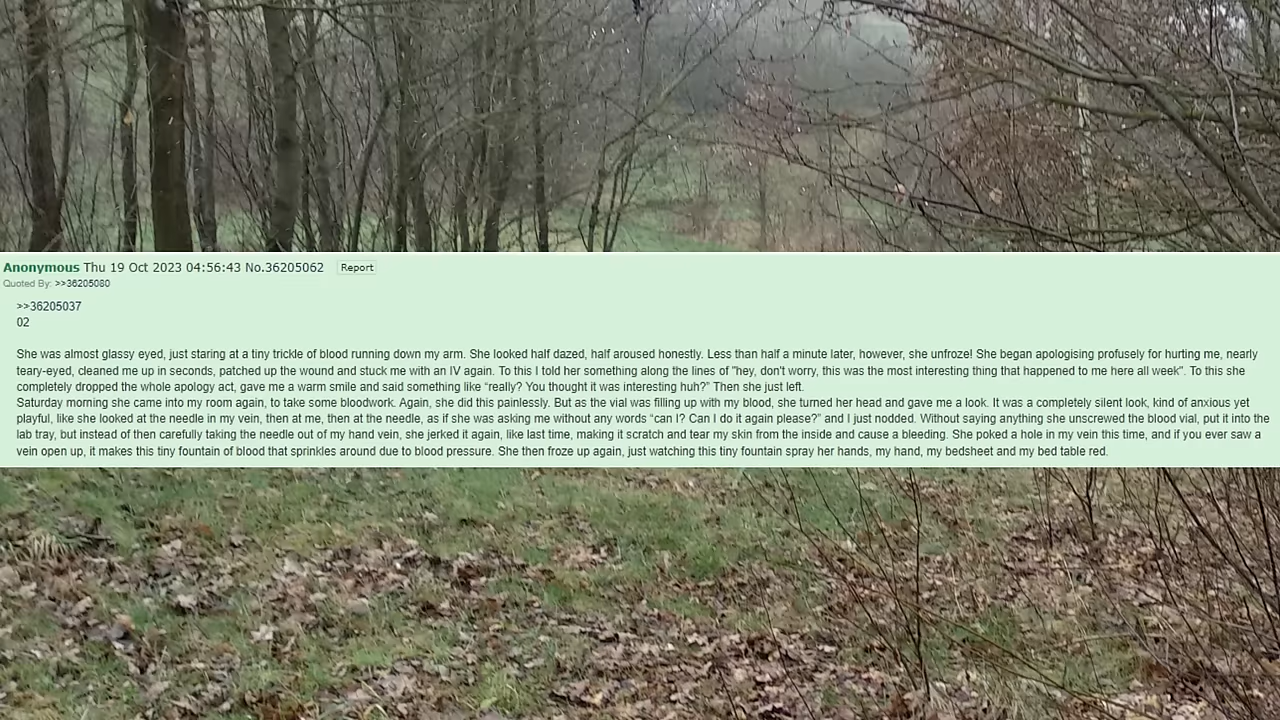 Anonymous Thu 19 Oct 2023 04:56:43 No.36205062 Report
Quoted By: >>36205080
>>36205037
02
She was almost glassy eyed, just staring at a tiny trickle of blood running down my arm. She looked half dazed, half aroused honestly. Less than half a minute later, however, she unfroze! She began apologising profusely for hurting me, nearly
teary-eyed, cleaned me up in seconds, patched up the wound and stuck me with an IV again. To this I told her something along the lines of "hey, don't worry, this was the most interesting thing that happened to me here all week". To this she
completely dropped the whole apology act, gave me a warm smile and said something like “really? You thought it was interesting huh?” Then she just left.
Saturday morning she came into my room again, to take some bloodwork. Again, she did this painlessly. But as the vial was filling up with my blood, she turned her head and gave me a look. It was a completely silent look, kind of anxious yet
playful, like she looked at the needle in my vein, then at me, then at the needle, as if she was asking me without any words “can I? Can I do it again please?” and I just nodded. Without saying anything she unscrewed the blood vial, put it into the
lab tray, but instead of then carefully taking the needle out of my hand vein, she jerked it again, like last time, making it scratch and tear my skin from the inside and cause a bleeding. She poked a hole in my vein this time, and if you ever saw a
vein open up, it makes this tiny fountain of blood that sprinkles around due to blood pressure. She then froze up again, just watching this tiny fountain spray her hands, my hand, my bedsheet and my bed table red.